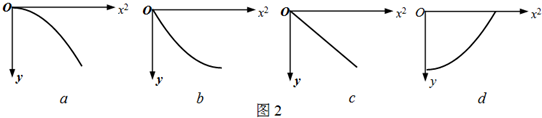 O x² O x² O x² O x²
y y y y
a b c d
图2